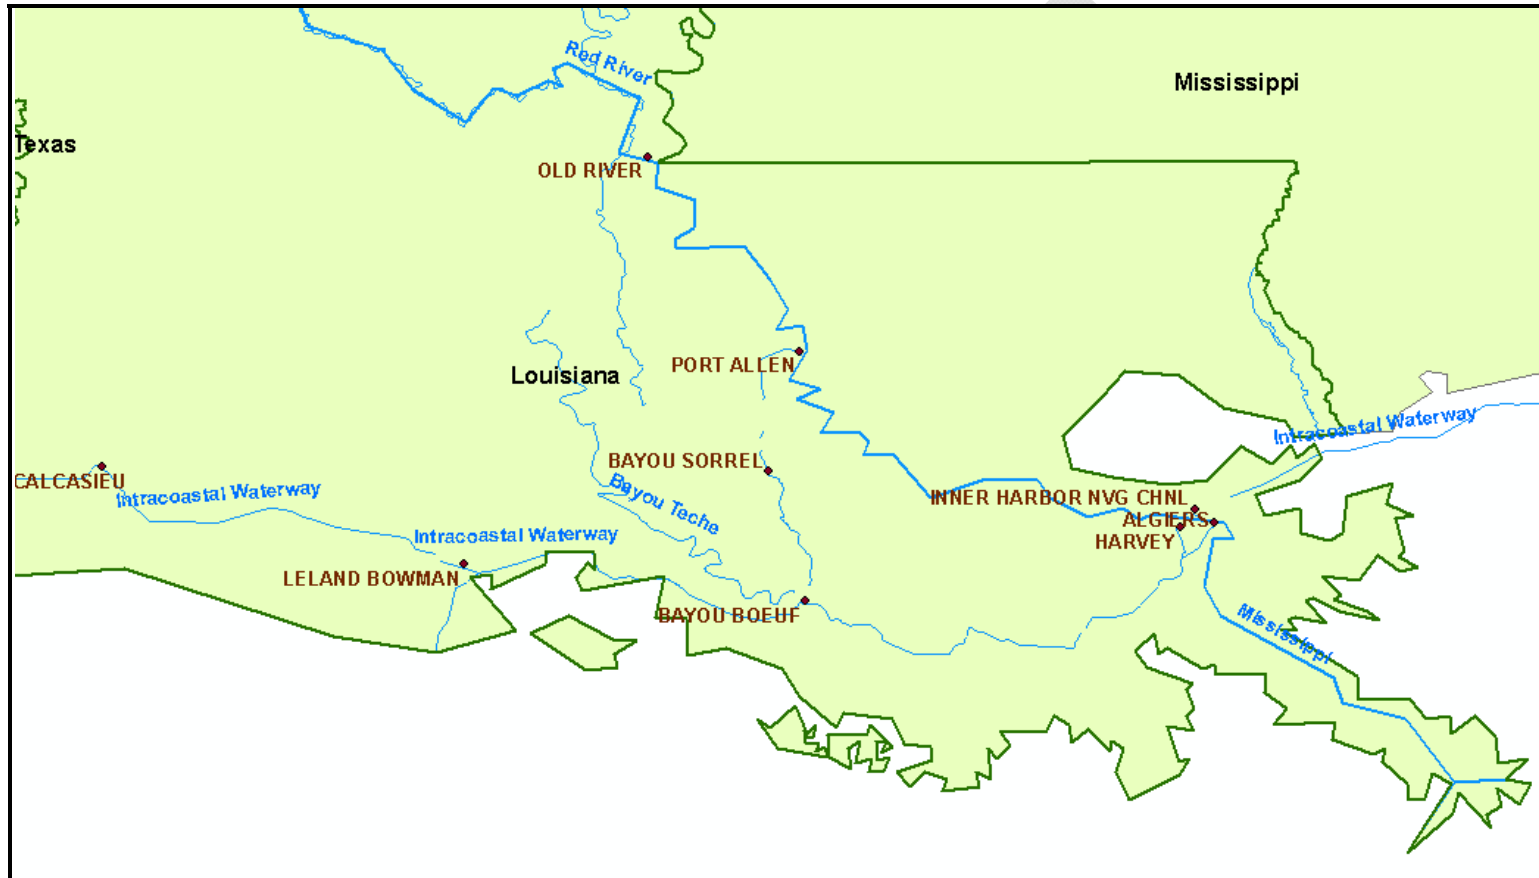 Red River
Mississippi
Texas
OLD RIVER
PORT ALLEN
Louisiana
Intracoastal Waterway
BAYOU SORREL
CALCASIEU
Intracoastal Waterway
Bayou Teche
INNER HARBOR NVG CHNL
ALGIERS
HARVEY
Intracoastal Waterway
LELAND BOWMAN
BAYOU BOEUF
Mississippi